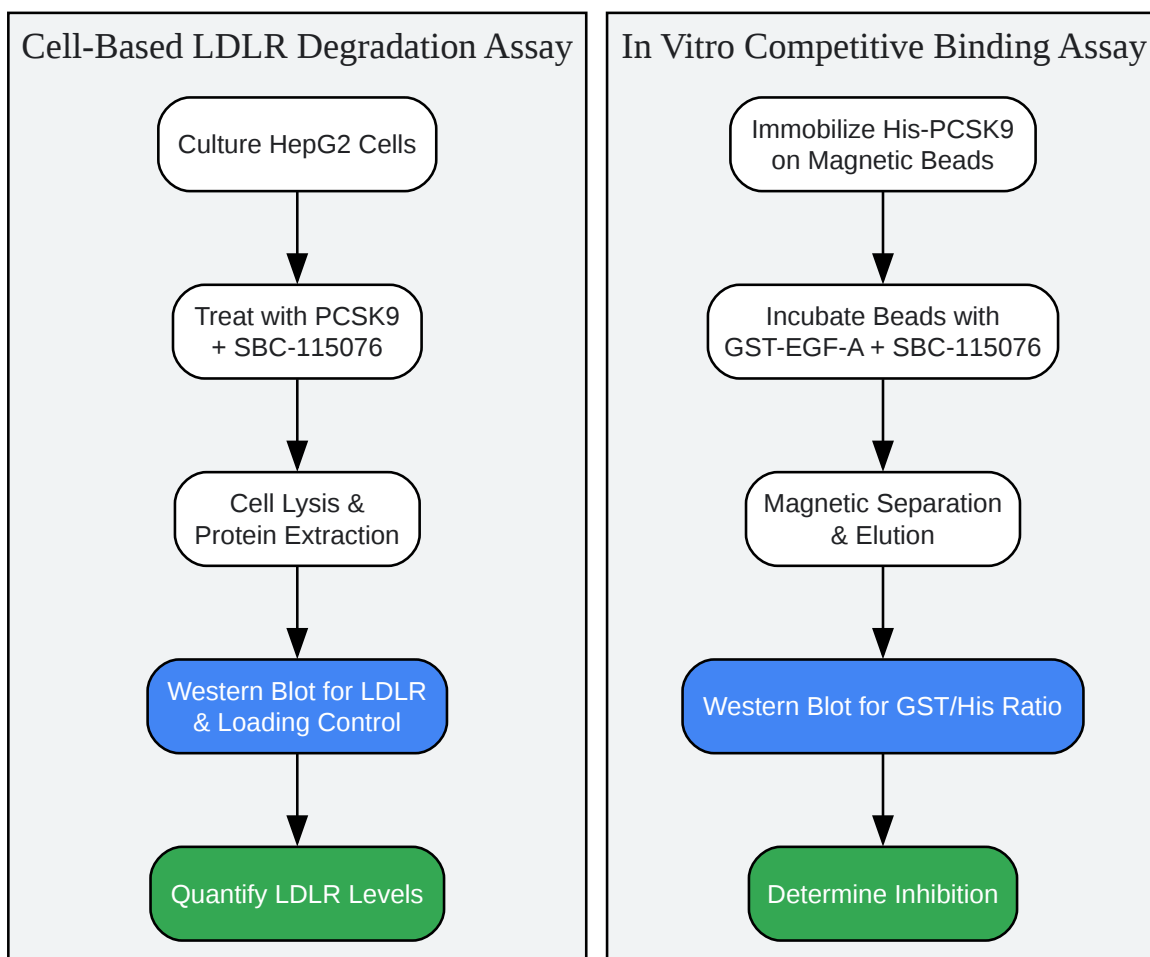 Cell-Based LDLR Degradation Assay
Culture HepG2 Cells
Treat with PCSK9
+ SBC-115076
Cell Lysis &
Protein Extraction
Western Blot for LDLR
& Loading Control
Quantify LDLR Levels
In Vitro Competitive Binding Assay
Immobilize His-PCSK9
on Magnetic Beads
Incubate Beads with
GST-EGF-A + SBC-115076
Magnetic Separation
& Elution
Western Blot for GST/His Ratio
Determine Inhibition